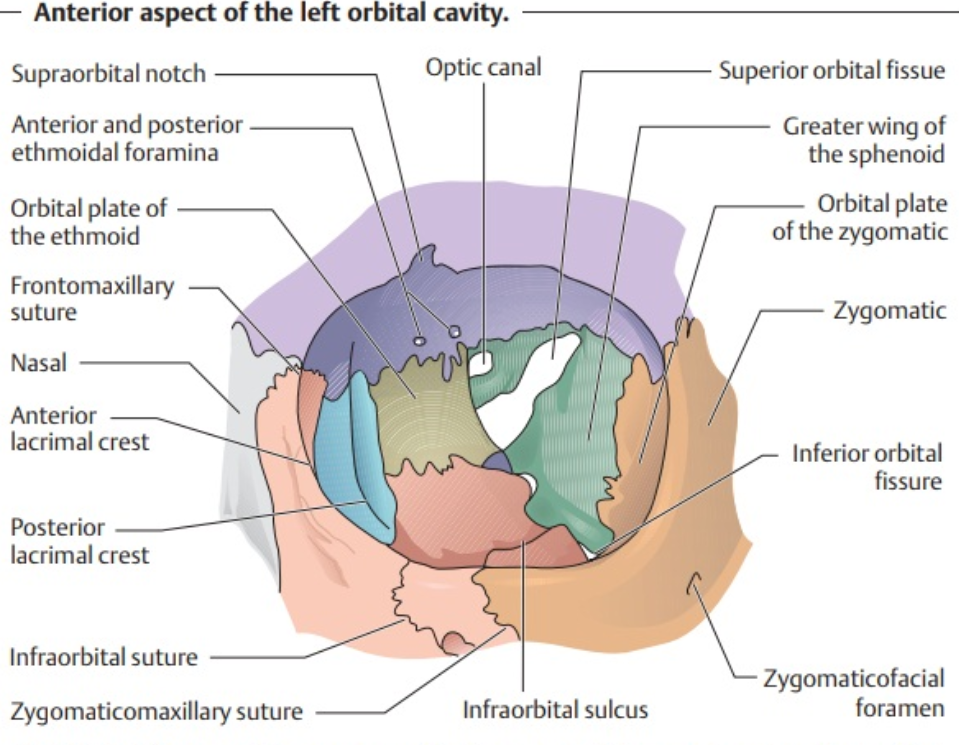 Anterior aspect of the left orbital cavity.
Supraorbital notch
Optic canal
Superior orbital fissue
Anterior and posterior
ethmoidal foramina
Greater wing of
the sphenoid
Orbital plate of
the ethmoid
Orbital plate
of the zygomatic
Frontomaxillary
suture
Zygomatic
Nasal
Anterior
lacrimal crest
Inferior orbital
fissure
Posterior
lacrimal crest
Infraorbital suture
Zygomaticofacial
foramen
Zygomaticomaxillary suture
Infraorbital sulcus